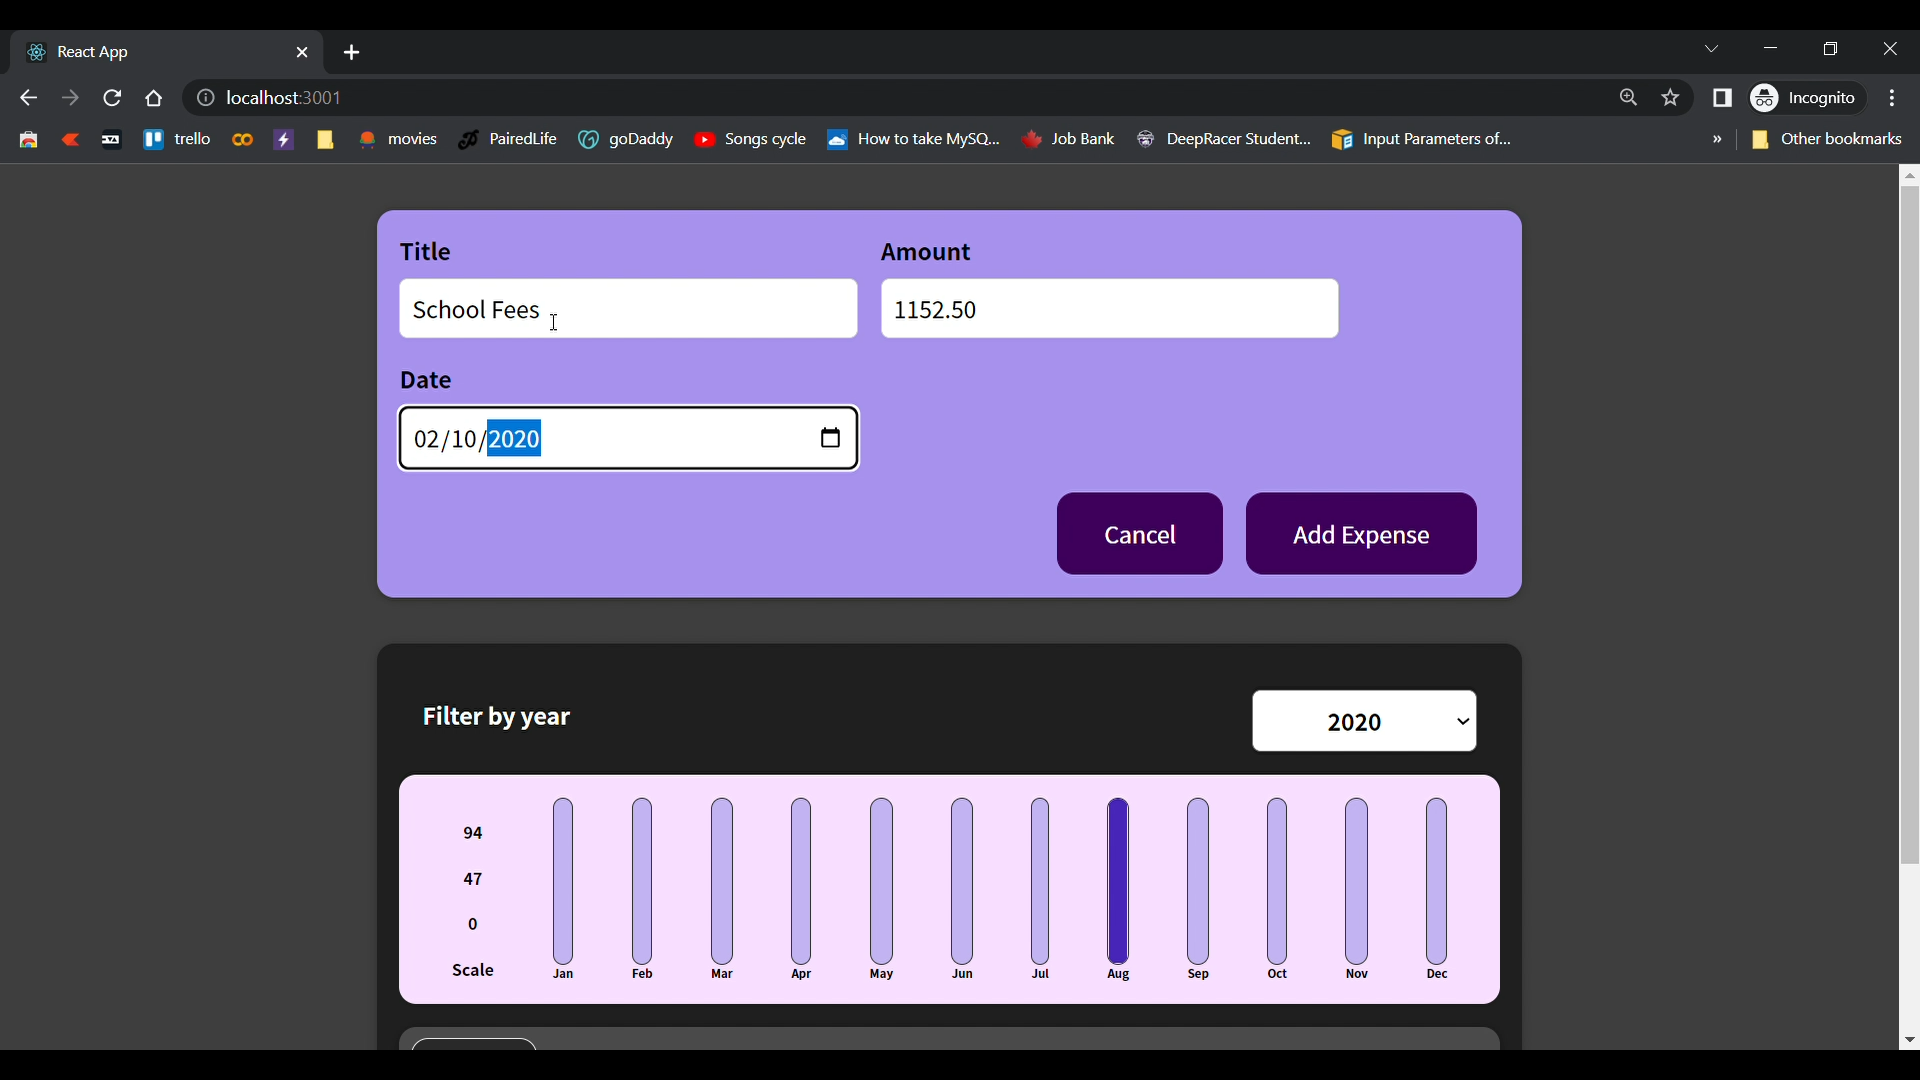 React App
localhost:3001
Incognito
trello
movies
PairedLife
goDaddy
Songs cycle
How to take MySQ...
Job Bank
DeepRacer Student...
Input Parameters of...
»
Other bookmarks
Title
Amount
School Fees
1152.50
Date
02/10/2020
Cancel
Add Expense
Filter by year
2020
94
47
0
Scale
Jan
Feb
Mar
Apr
May
Jun
Jul
Aug
Sep
Oct
Nov
Dec